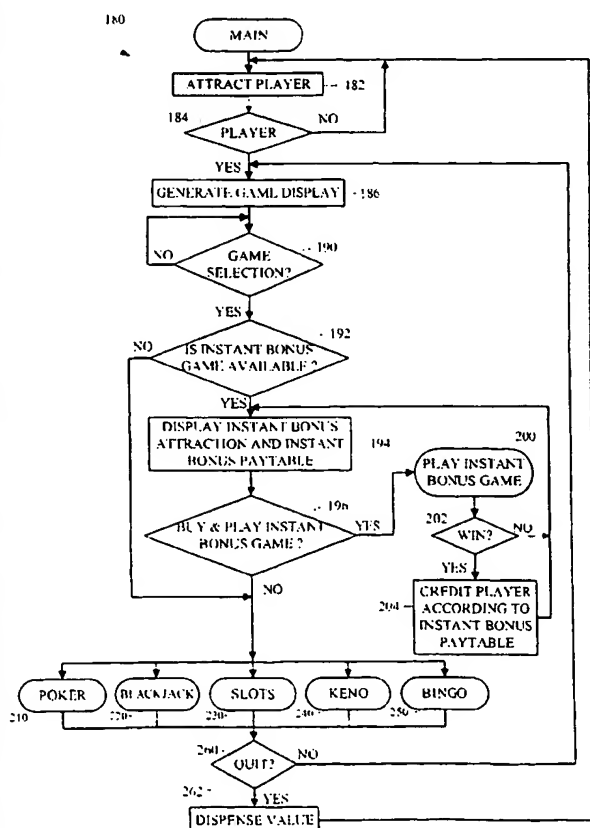 180
MAIN
ATTRACT PLAYER
182
184
PLAYER
NO
YES
GENERATE GAME DISPLAY
186
190
NO
GAME
SELECTION?
YES
192
NO
IS INSTANT BONUS
GAME AVAILABLE ?
YES
DISPLAY INSTANT BONUS
ATTRACTION AND INSTANT
BONUS PAYTABLE
194
200
PLAY INSTANT
BONUS GAME
196
BUY & PLAY INSTANT
BONUS GAME ?
YES
202
WIN?
NO
YES
NO
204
CREDIT PLAYER
ACCORDING TO
INSTANT BONUS
PAYTABLE
POKER
BLACKJACK
SLOTS
KENO
BINGO
210
220
230
240
250
260
QUIT?
NO
262
YES
DISPENSE VALUE